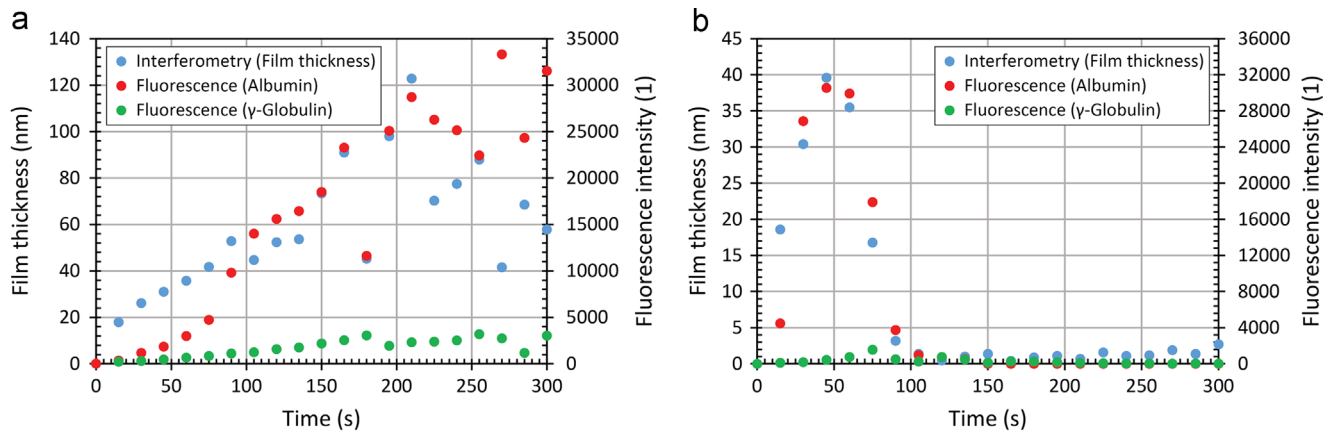 a
140
120
100
80
60
40
20
0
Film thickness (nm)
Interferometry (Film thickness)
Fluorescence (Albumin)
Fluorescence (γ-Globulin)
35000
30000
25000
20000
15000
10000
5000
0
Fluorescence intensity (1)
0 50 100 150 200 250 300
Time (s)
b
45
40
35
30
25
20
15
10
5
0
Film thickness (nm)
Interferometry (Film thickness)
Fluorescence (Albumin)
Fluorescence (γ-Globulin)
36000
32000
28000
24000
20000
16000
12000
8000
4000
0
Fluorescence intensity (1)
0 50 100 150 200 250 300
Time (s)